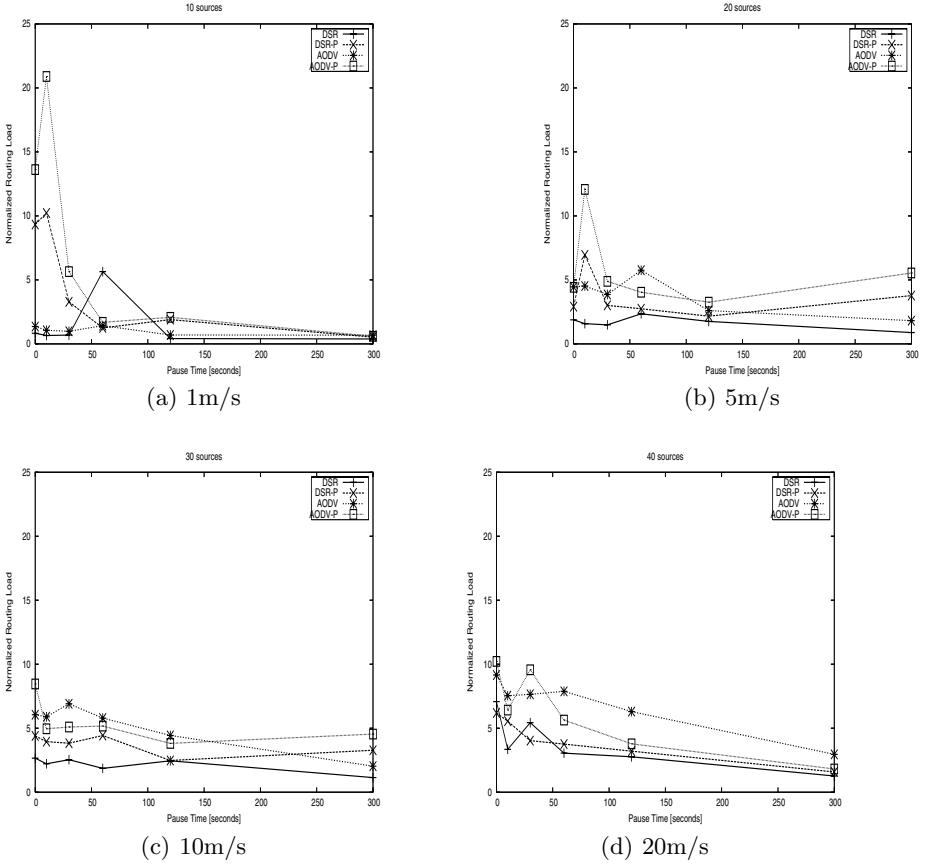 10 sources
25
20
15
10
5
0
Normalized Routing Load
DSR
DSR-P
AODV
AODV-P
0 50 100 150 200 250 300
Pause Time [seconds]
(a) 1m/s
20 sources
25
20
15
10
5
0
Normalized Routing Load
DSR
DSR-P
AODV
AODV-P
0 50 100 150 200 250 300
Pause Time [seconds]
(b) 5m/s
30 sources
25
20
15
10
5
0
Normalized Routing Load
DSR
DSR-P
AODV
AODV-P
0 50 100 150 200 250 300
Pause Time [seconds]
(c) 10m/s
40 sources
25
20
15
10
5
0
Normalized Routing Load
DSR
DSR-P
AODV
AODV-P
0 50 100 150 200 250 300
Pause Time [seconds]
(d) 20m/s